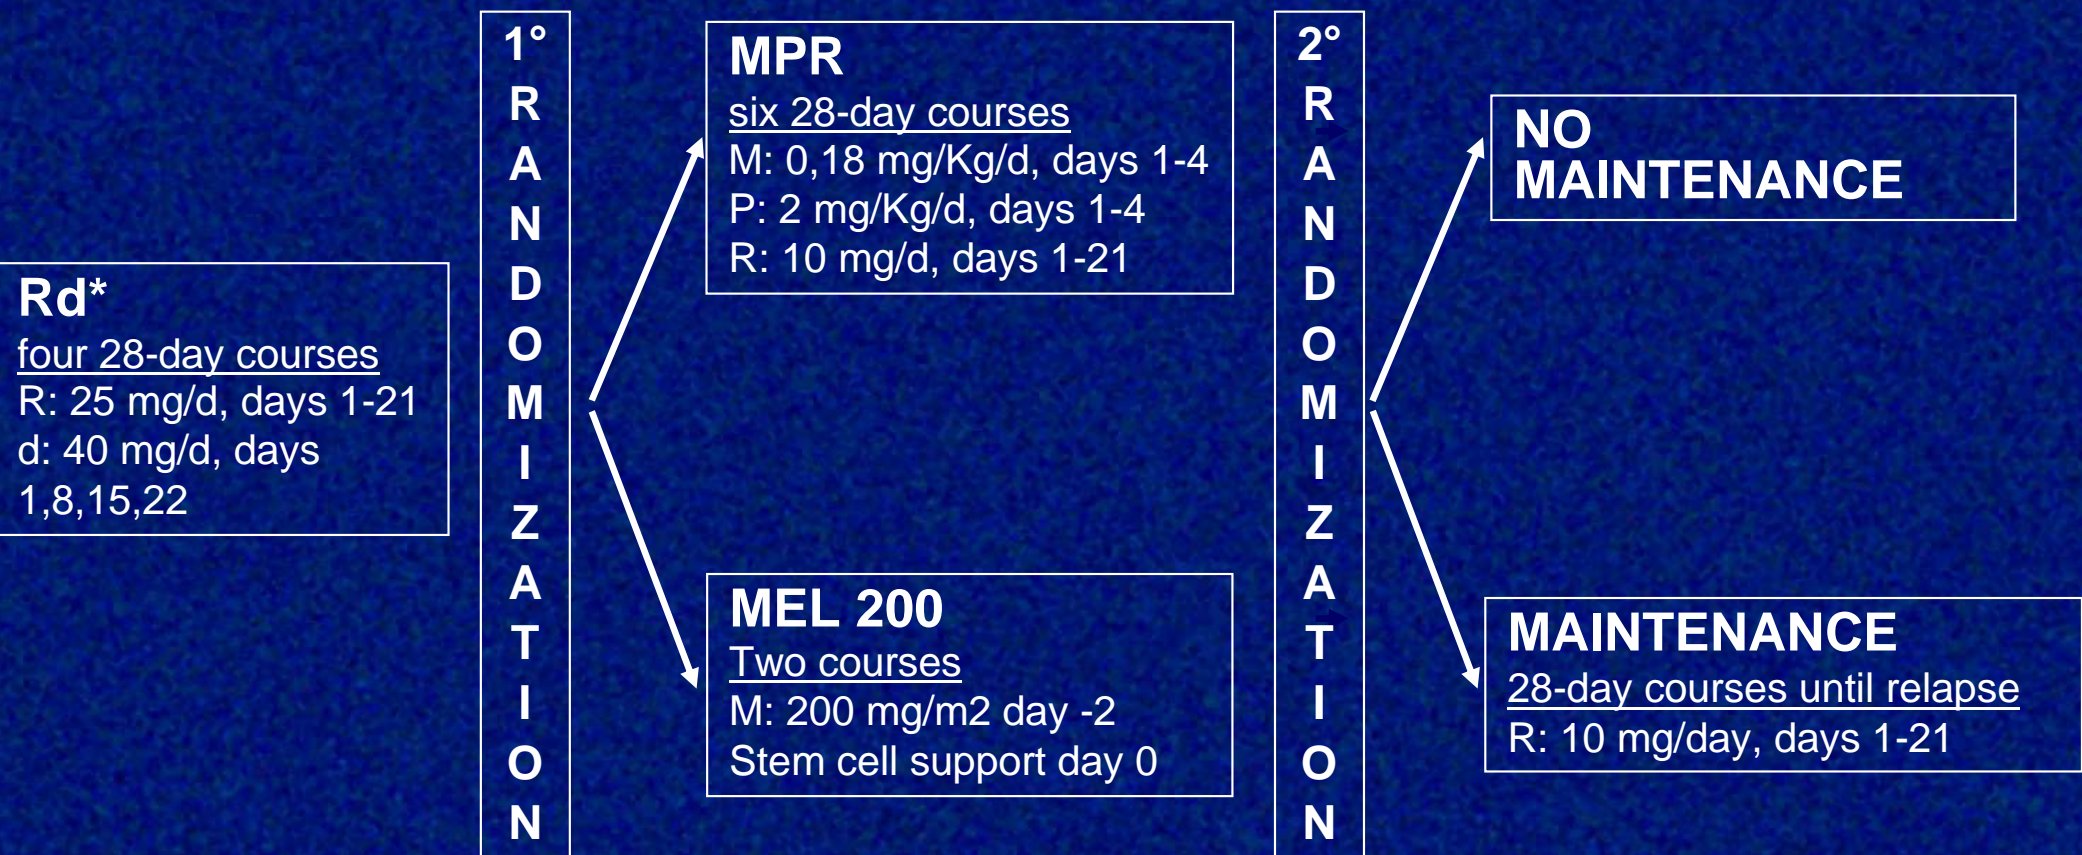 Rd*
four 28-day courses
R: 25 mg/d, days 1-21
d: 40 mg/d, days
1,8,15,22
1°
R
A
N
D
O
M
I
Z
A
T
I
O
N
MPR
six 28-day courses
M: 0,18 mg/Kg/d, days 1-4
P: 2 mg/Kg/d, days 1-4
R: 10 mg/d, days 1-21
MEL 200
Two courses
M: 200 mg/m2 day -2
Stem cell support day 0
2°
R
A
N
D
O
M
I
Z
A
T
I
O
N
NO
MAINTENANCE
MAINTENANCE
28-day courses until relapse
R: 10 mg/day, days 1-21